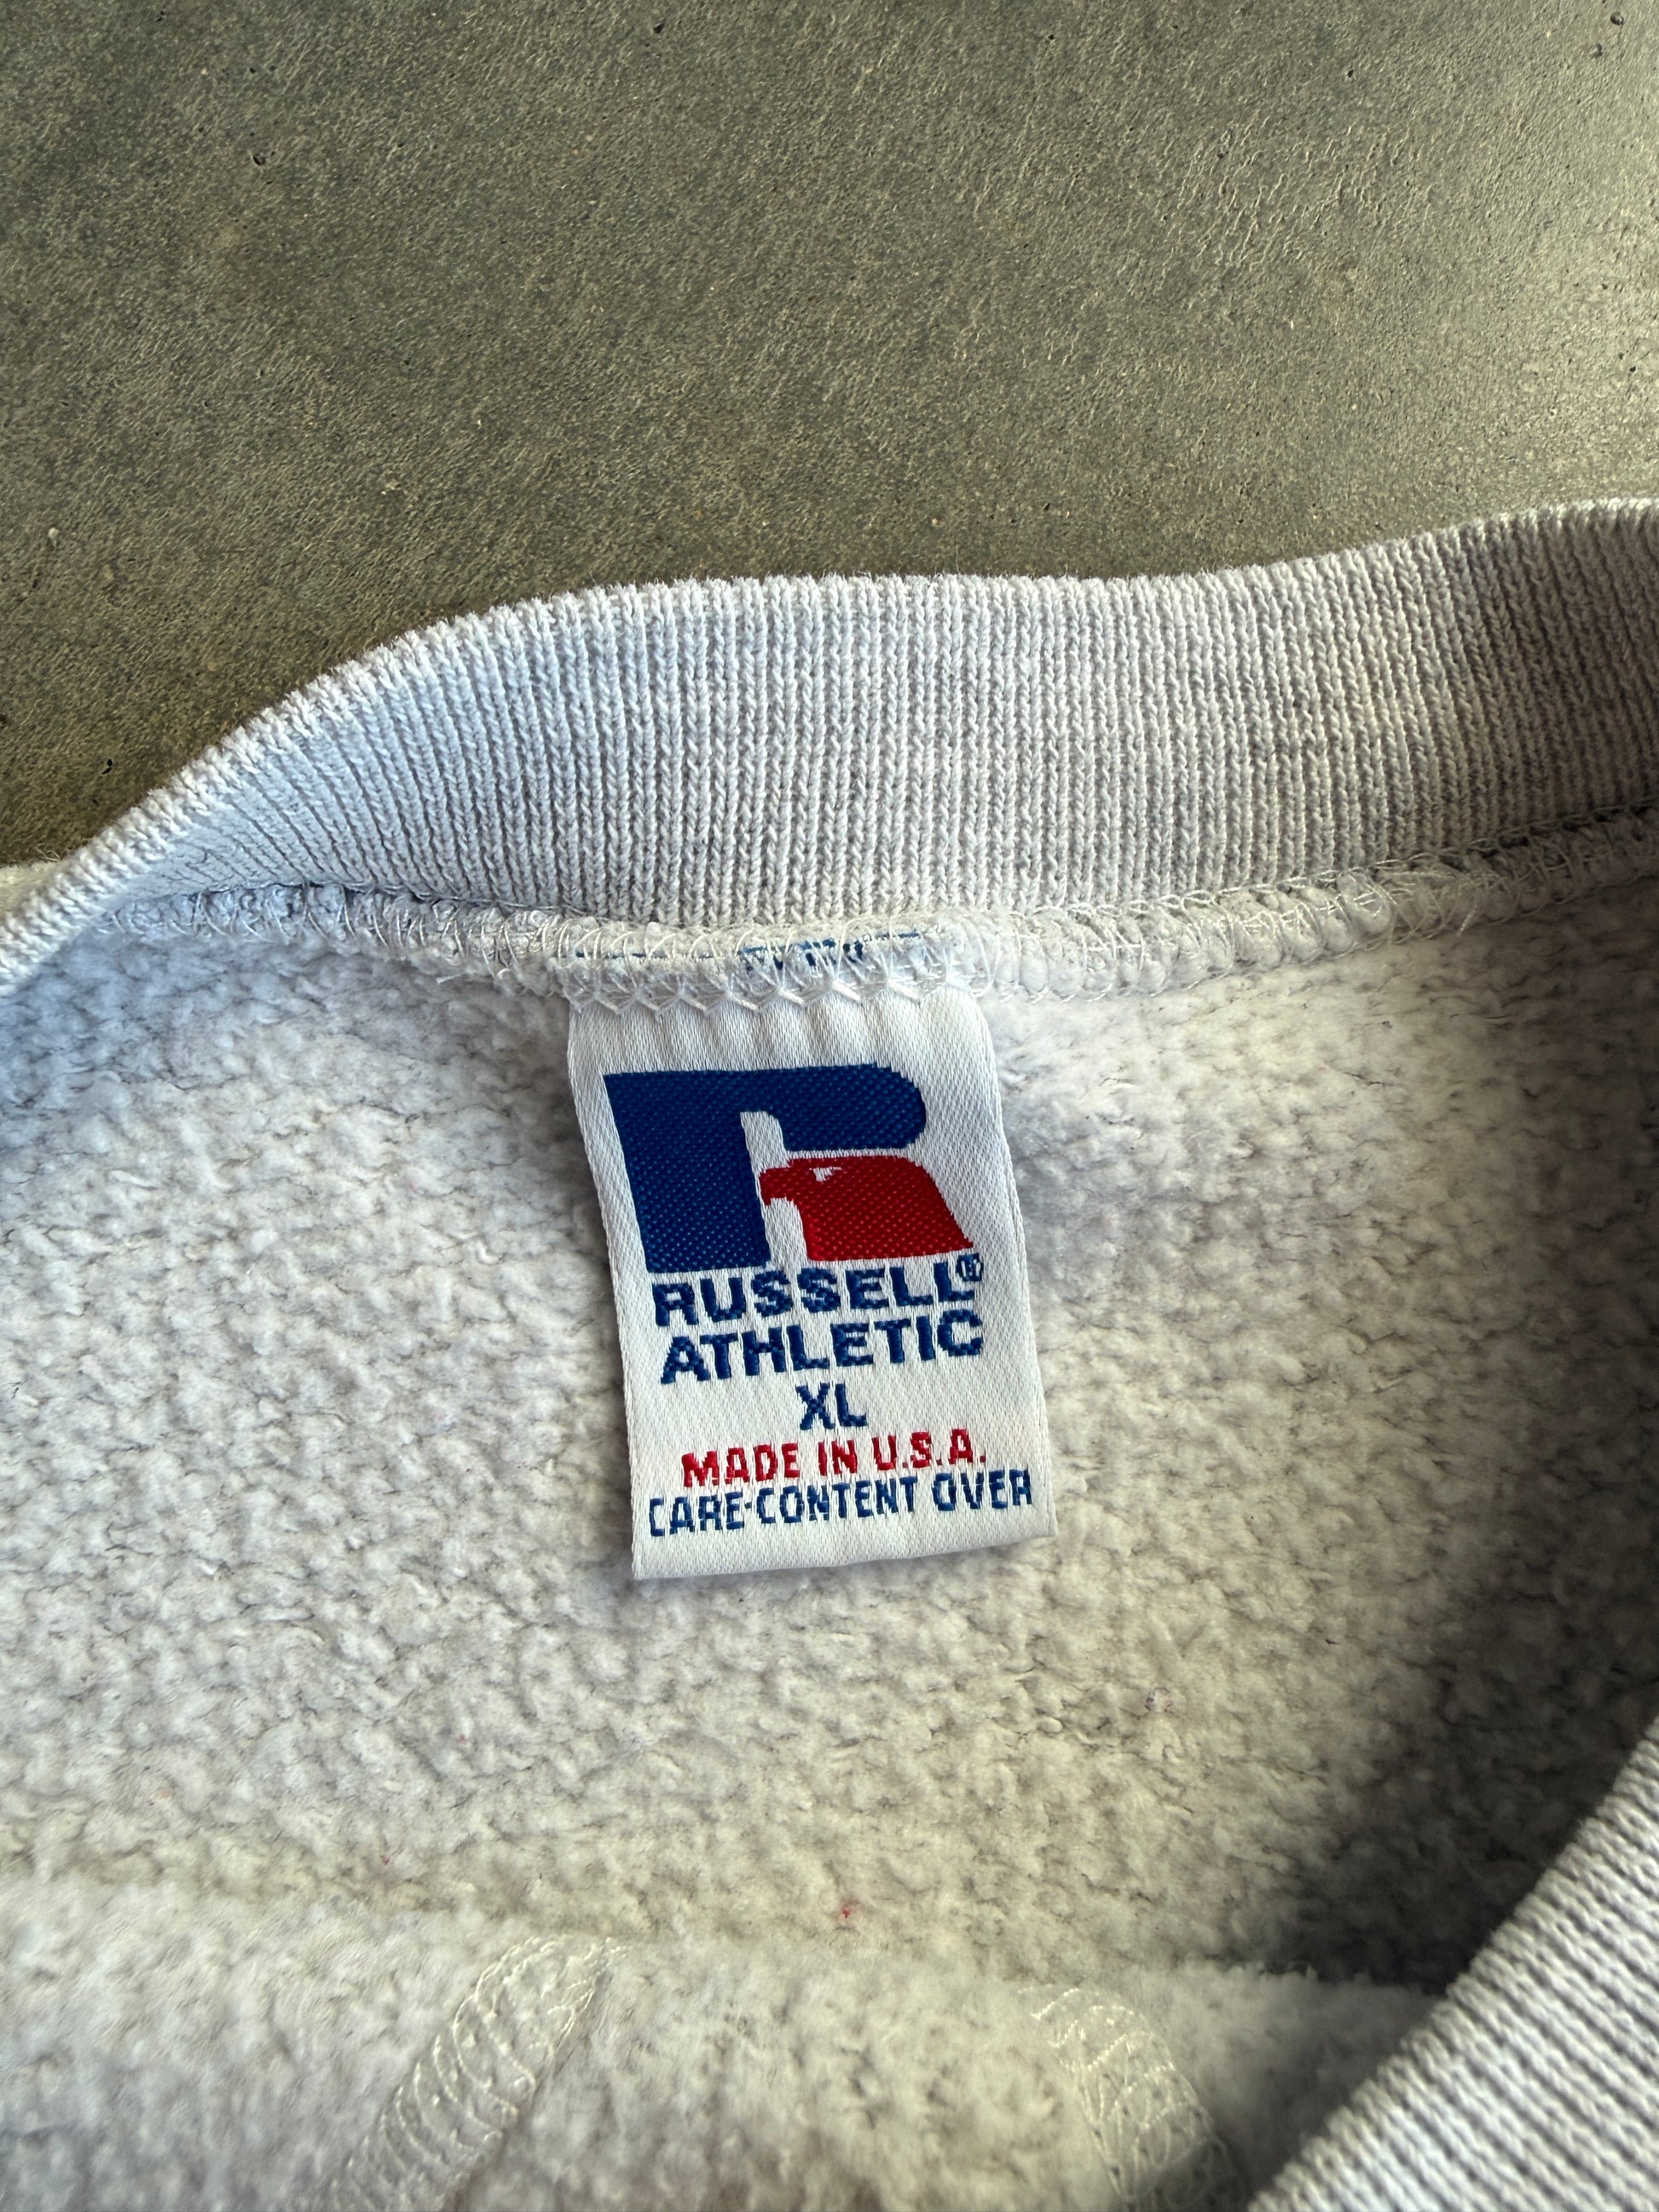 RUSSELL®
ATHLETIC
XL
MADE IN U.S.A.
CARE-CONTENT OVER